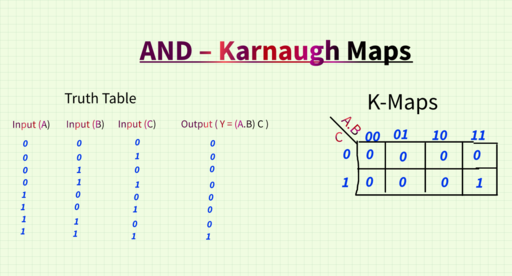 AND – Karnaugh Maps
Truth Table
Input (A) Input (B) Input (C) Output ( Y = (A.B) C )
0 0 0 0
0 0 1 0
0 1 0 0
0 1 1 0
1 0 0 0
1 0 0 0
1 1 0 0
1 1 1 1
K-Maps
A.B
C 00 01 10 11
0 0 0 0 0
1 0 0 0 1